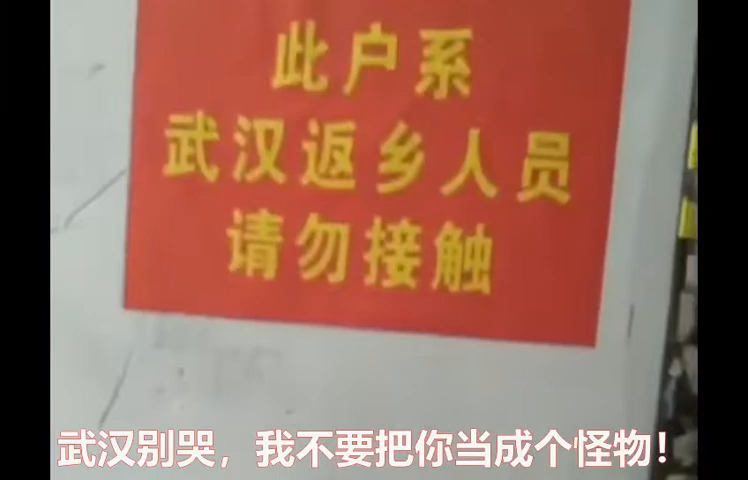 此户系
武汉返乡人员
请勿接触
武汉别哭，我不要把你当成个怪物！